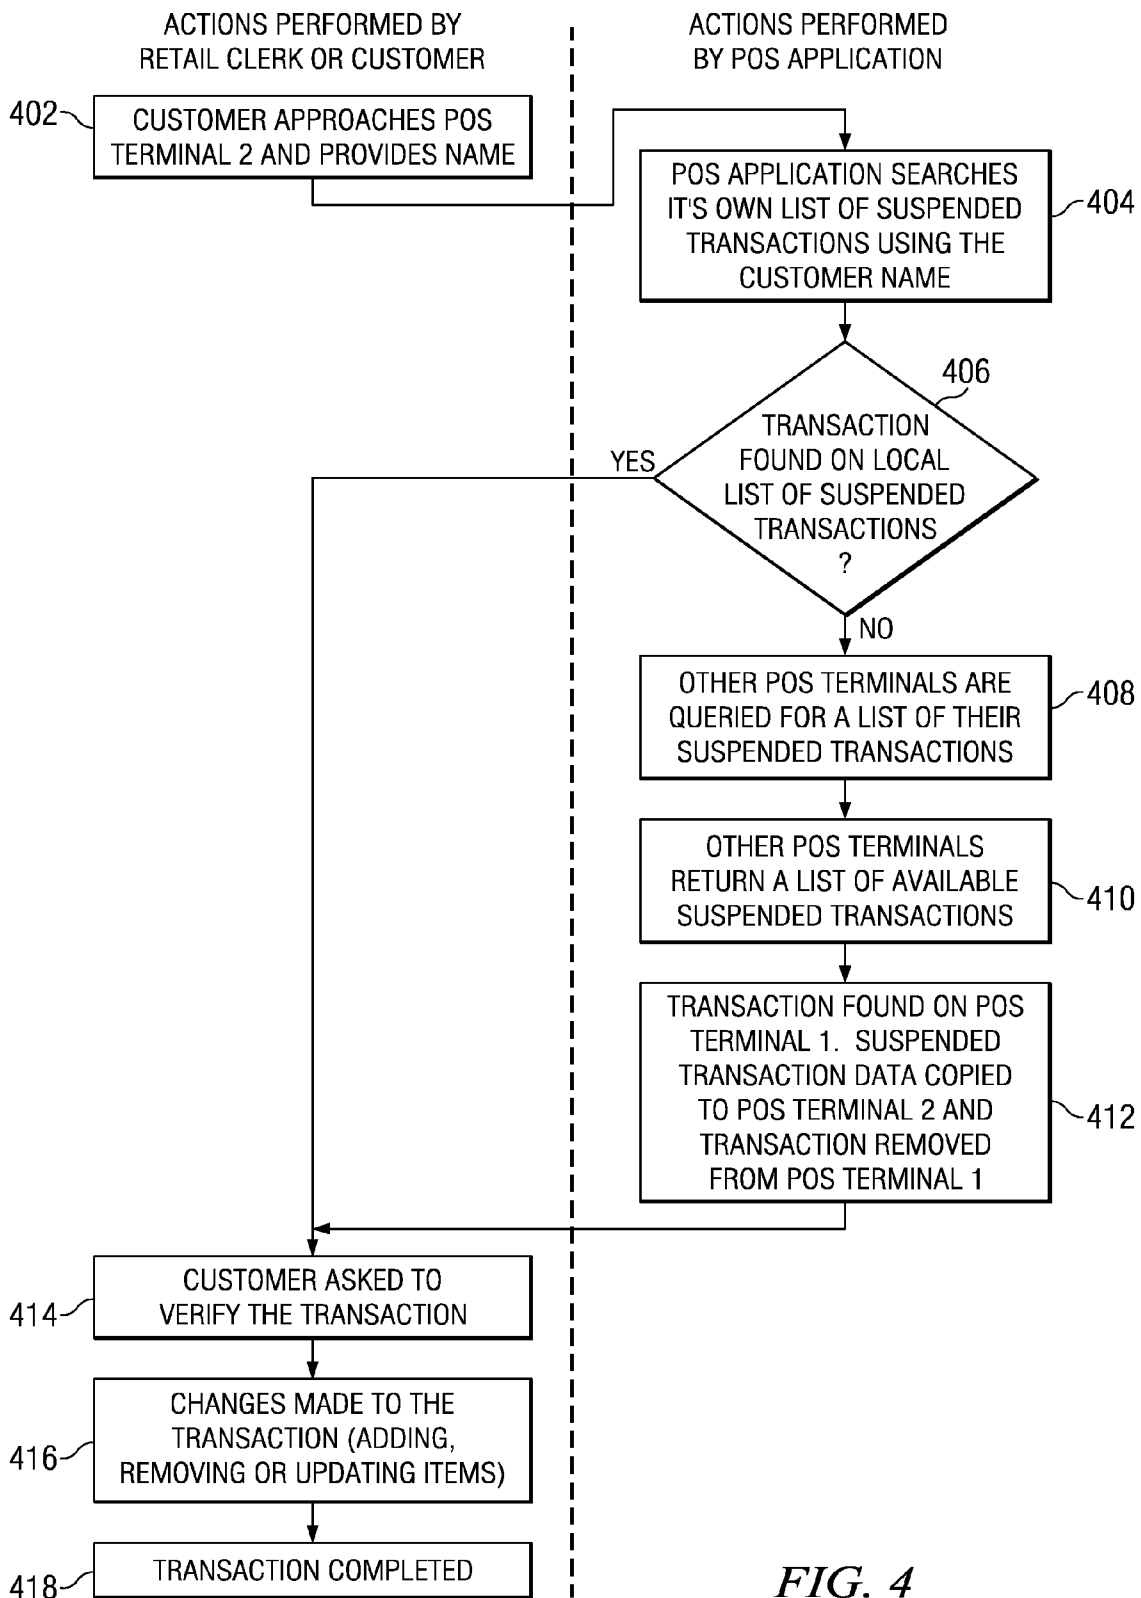 ACTIONS PERFORMED BY
RETAIL CLERK OR CUSTOMER
ACTIONS PERFORMED
BY POS APPLICATION
402
CUSTOMER APPROACHES POS
TERMINAL 2 AND PROVIDES NAME
POS APPLICATION SEARCHES
IT'S OWN LIST OF SUSPENDED
TRANSACTIONS USING THE
CUSTOMER NAME
404
406
TRANSACTION
FOUND ON LOCAL
LIST OF SUSPENDED
TRANSACTIONS
?
YES
NO
OTHER POS TERMINALS ARE
QUERIED FOR A LIST OF THEIR
SUSPENDED TRANSACTIONS
408
OTHER POS TERMINALS
RETURN A LIST OF AVAILABLE
SUSPENDED TRANSACTIONS
410
TRANSACTION FOUND ON POS
TERMINAL 1. SUSPENDED
TRANSACTION DATA COPIED
TO POS TERMINAL 2 AND
TRANSACTION REMOVED
FROM POS TERMINAL 1
412
CUSTOMER ASKED TO
VERIFY THE TRANSACTION
414
CHANGES MADE TO THE
TRANSACTION (ADDING,
REMOVING OR UPDATING ITEMS)
416
TRANSACTION COMPLETED
418
FIG. 4